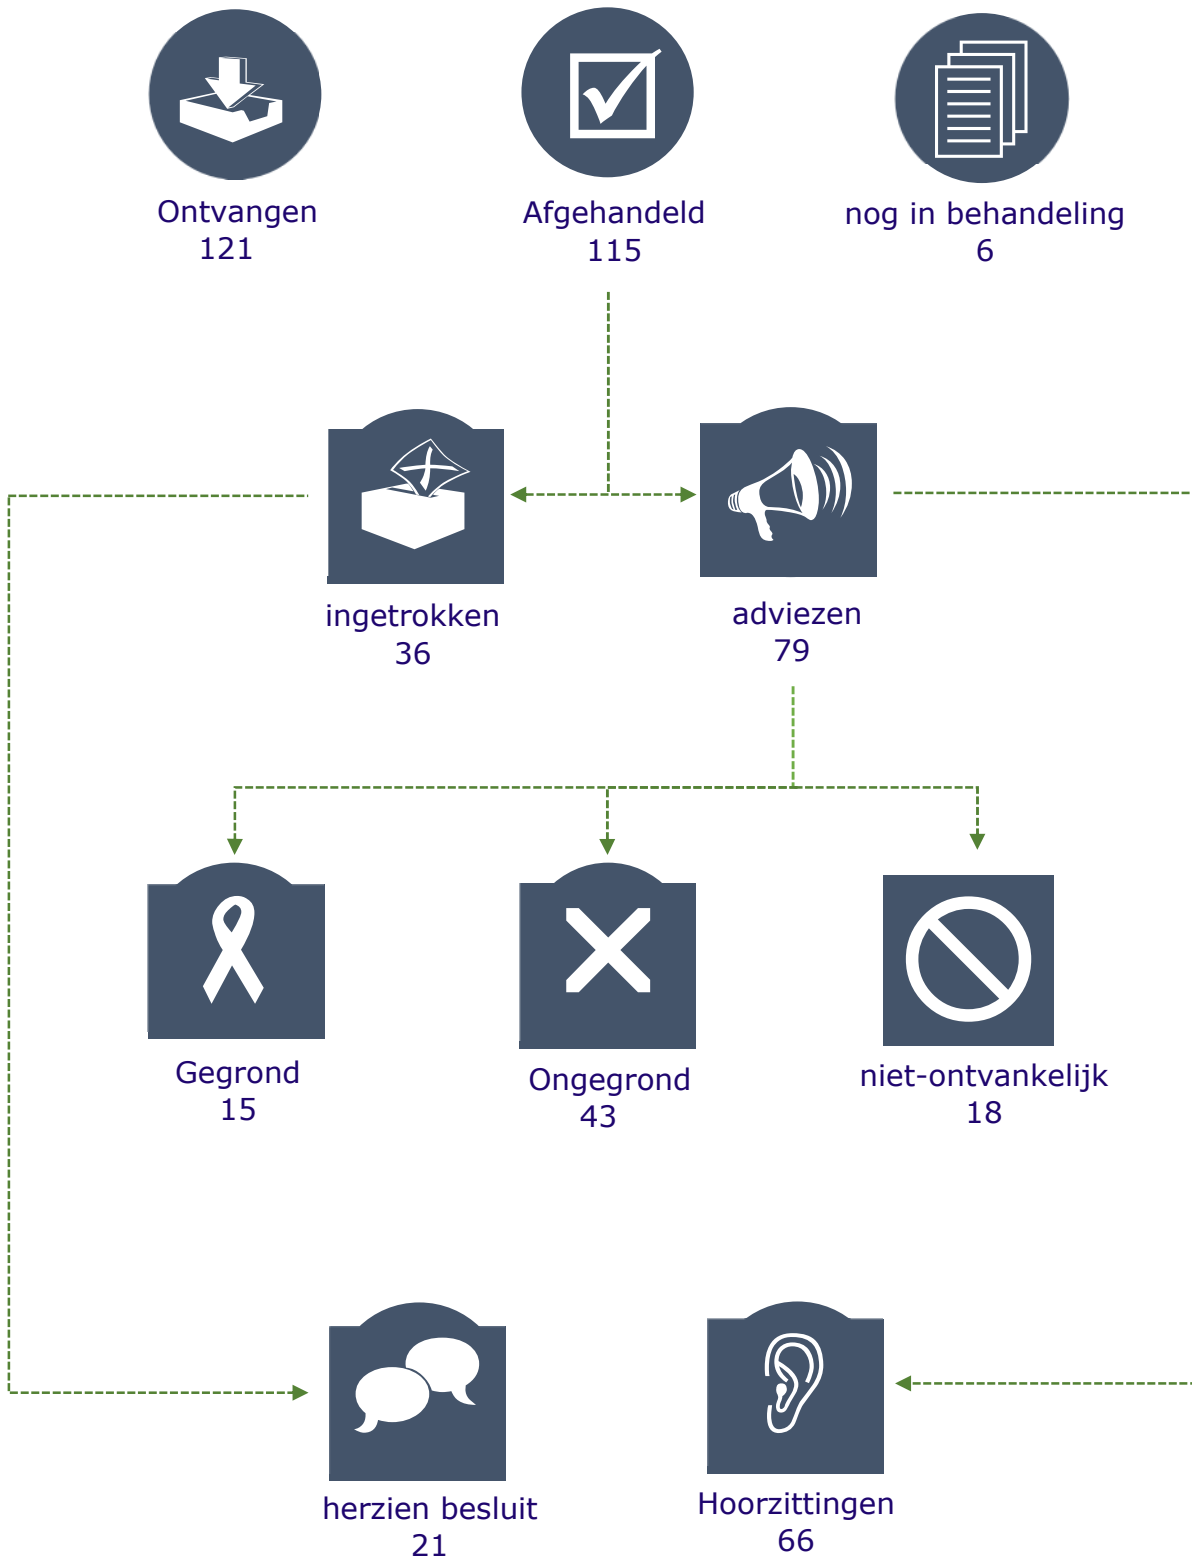 Ontvangen
121
Afgehandeld
115
nog in behandeling
6
ingetrokken
36
adviezen
79
Gegrond
15
Ongegrond
43
niet-ontvankelijk
18
herzien besluit
21
Hoorzittingen
66